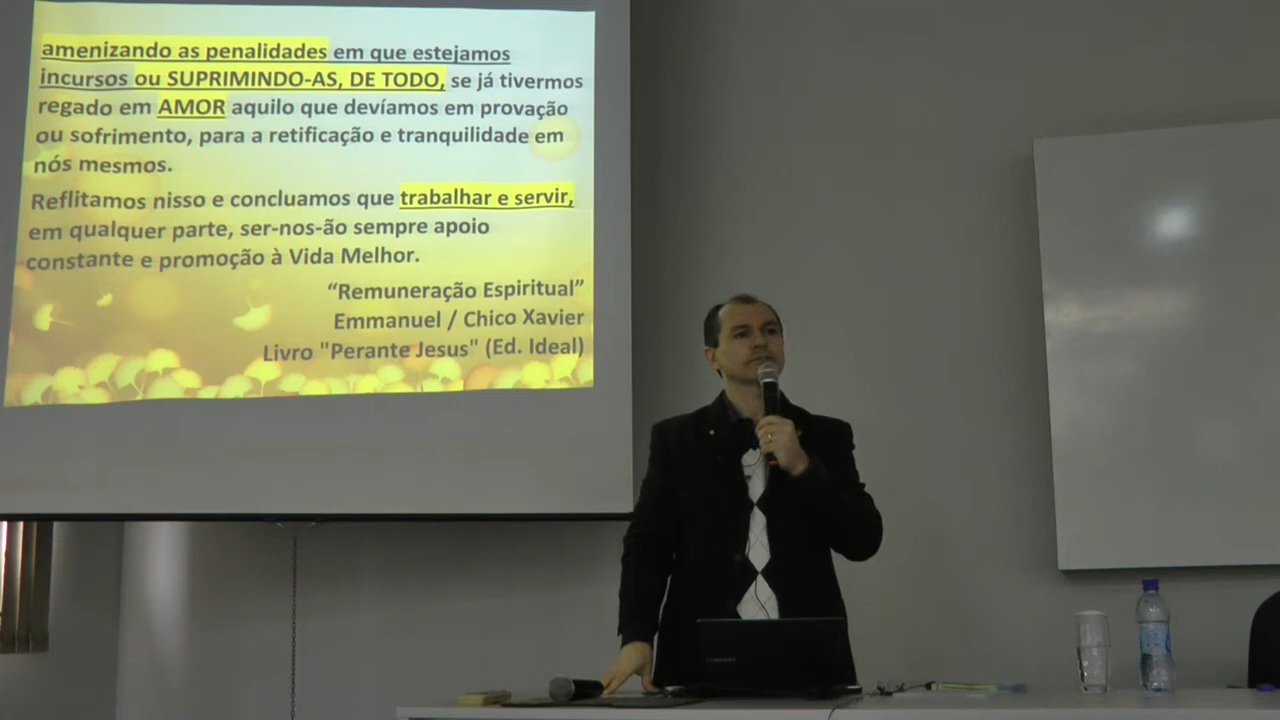 amenizando as penalidades em que estejamos
incursos ou SUPRIMINDO-AS, DE TODO, se já tivermos
regado em AMOR aquilo que devíamos em provação
ou sofrimento, para a retificação e tranquilidade em
nós mesmos.
Reflitamos nisso e concluamos que trabalhar e servir,
em qualquer parte, ser-nos-ão sempre apoio
constante e promoção à Vida Melhor.
“Remuneração Espiritual”
Emmanuel / Chico Xavier
Livro "Perante Jesus" (Ed. Ideal)